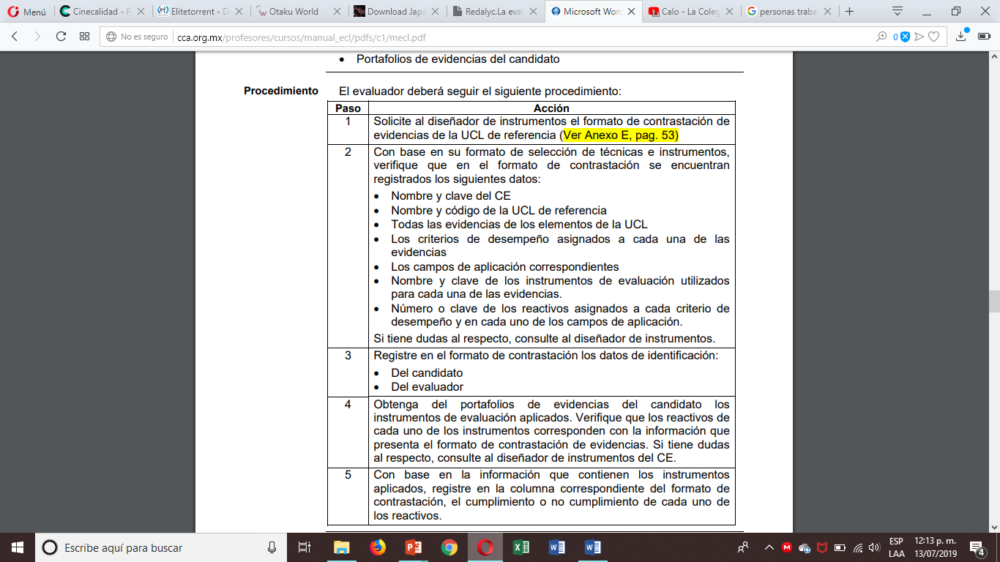 Menú
Cinecalidad - P
Elitetorrent - D
Otaku World
Download Japa
Redalyc.La eval
Microsoft Word
Calo - La Coleg
personas traba
No es seguro
cca.org.mx/profesores/cursos/manual_ecl/pdfs/c1/mecl.pdf
0
• Portafolios de evidencias del candidato
Procedimiento
El evaluador deberá seguir el siguiente procedimiento:
Paso Acción
1 Solicite al diseñador de instrumentos el formato de contrastación de
evidencias de la UCL de referencia (Ver Anexo E, pag. 53)
2 Con base en su formato de selección de técnicas e instrumentos,
verifique que en el formato de contrastación se encuentran
registrados los siguientes datos:
• Nombre y clave del CE
• Nombre y código de la UCL de referencia
• Todas las evidencias de los elementos de la UCL
• Los criterios de desempeño asignados a cada una de las
evidencias
• Los campos de aplicación correspondientes
• Nombre y clave de los instrumentos de evaluación utilizados
para cada una de las evidencias.
• Número o clave de los reactivos asignados a cada criterio de
desempeño y en cada uno de los campos de aplicación.
Si tiene dudas al respecto, consulte al diseñador de instrumentos.
3 Registre en el formato de contrastación los datos de identificación:
• Del candidato
• Del evaluador
4 Obtenga del portafolios de evidencias del candidato los
instrumentos de evaluación aplicados. Verifique que los reactivos de
cada uno de los instrumentos corresponden con la información que
presenta el formato de contrastación de evidencias. Si tiene dudas
al respecto, consulte al diseñador de instrumentos del CE.
5 Con base en la información que contienen los instrumentos
aplicados, registre en la columna correspondiente del formato de
contrastación, el cumplimiento o no cumplimiento de cada uno de
los reactivos.
Escribe aquí para buscar
ESP
LAA
12:13 p. m.
13/07/2019
4